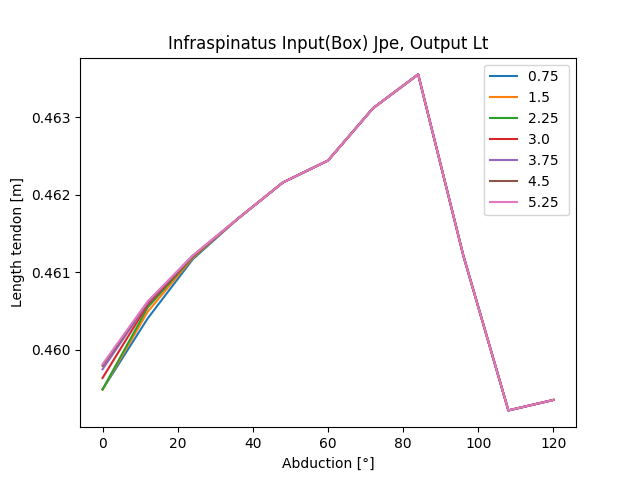 Infraspinatus Input(Box) Jpe, Output Lt
0.75
1.5
2.25
3.0
3.75
4.5
5.25
0.463
0.462
0.461
0.460
Length tendon [m]
0 20 40 60 80 100 120
Abduction [°]